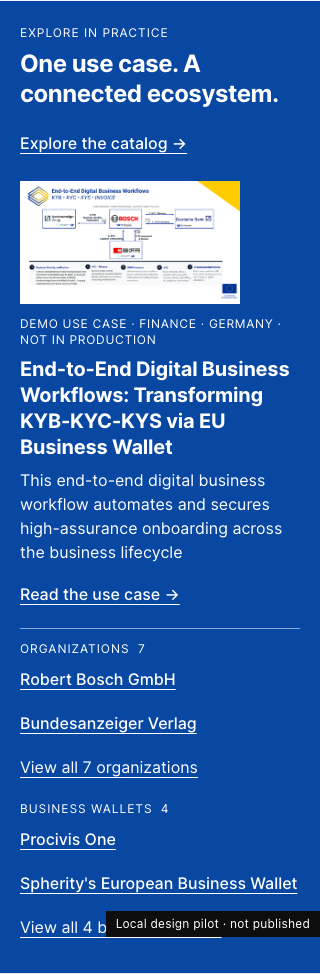 EXPLORE IN PRACTICE
One use case. A
connected ecosystem.
Explore the catalog →
End-to-End Digital Business Workflows
KYB · KYC · KYS · INVOICE
BOSCH
DEMO USE CASE · FINANCE · GERMANY ·
NOT IN PRODUCTION
End-to-End Digital Business
Workflows: Transforming
KYB-KYC-KYS via EU
Business Wallet
This end-to-end digital business
workflow automates and secures
high-assurance onboarding across
the business lifecycle
Read the use case →
ORGANIZATIONS 7
Robert Bosch GmbH
Bundesanzeiger Verlag
View all 7 organizations
BUSINESS WALLETS 4
Procivis One
Spherity's European Business Wallet
View all 4 b
Local design pilot · not published